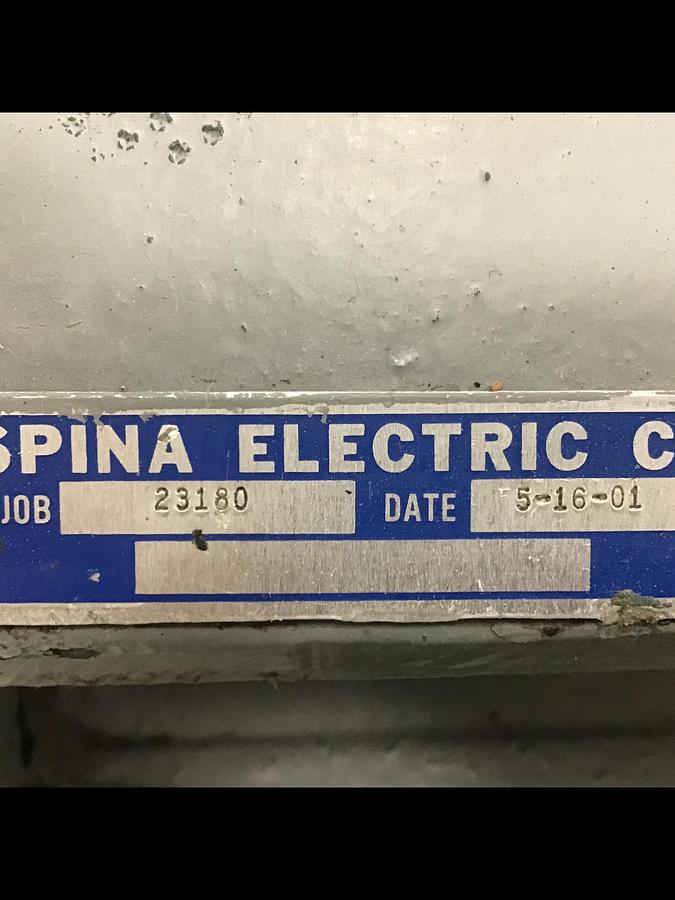 SPINA ELECTRIC C
JOB 23180 DATE 5-16-01